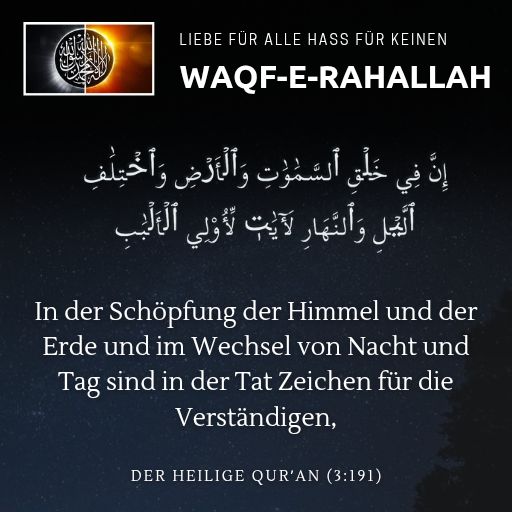 LIEBE FÜR ALLE HASS FÜR KEINEN
WAQF-E-RAHALLAH
إِنَّ فِي خَلْقِ ٱلسَّمَٰوَٰتِ وَٱلْأَرْضِ وَٱخْتِلَٰفِ
ٱلَّيْلِ وَٱلنَّهَارِ لَأٓيَٰتٖ لِّأُوْلِي ٱلْأَلْبَٰبِ
In der Schöpfung der Himmel und der
Erde und im Wechsel von Nacht und
Tag sind in der Tat Zeichen für die
Verständigen,
DER HEILIGE QUR'AN (3:191)